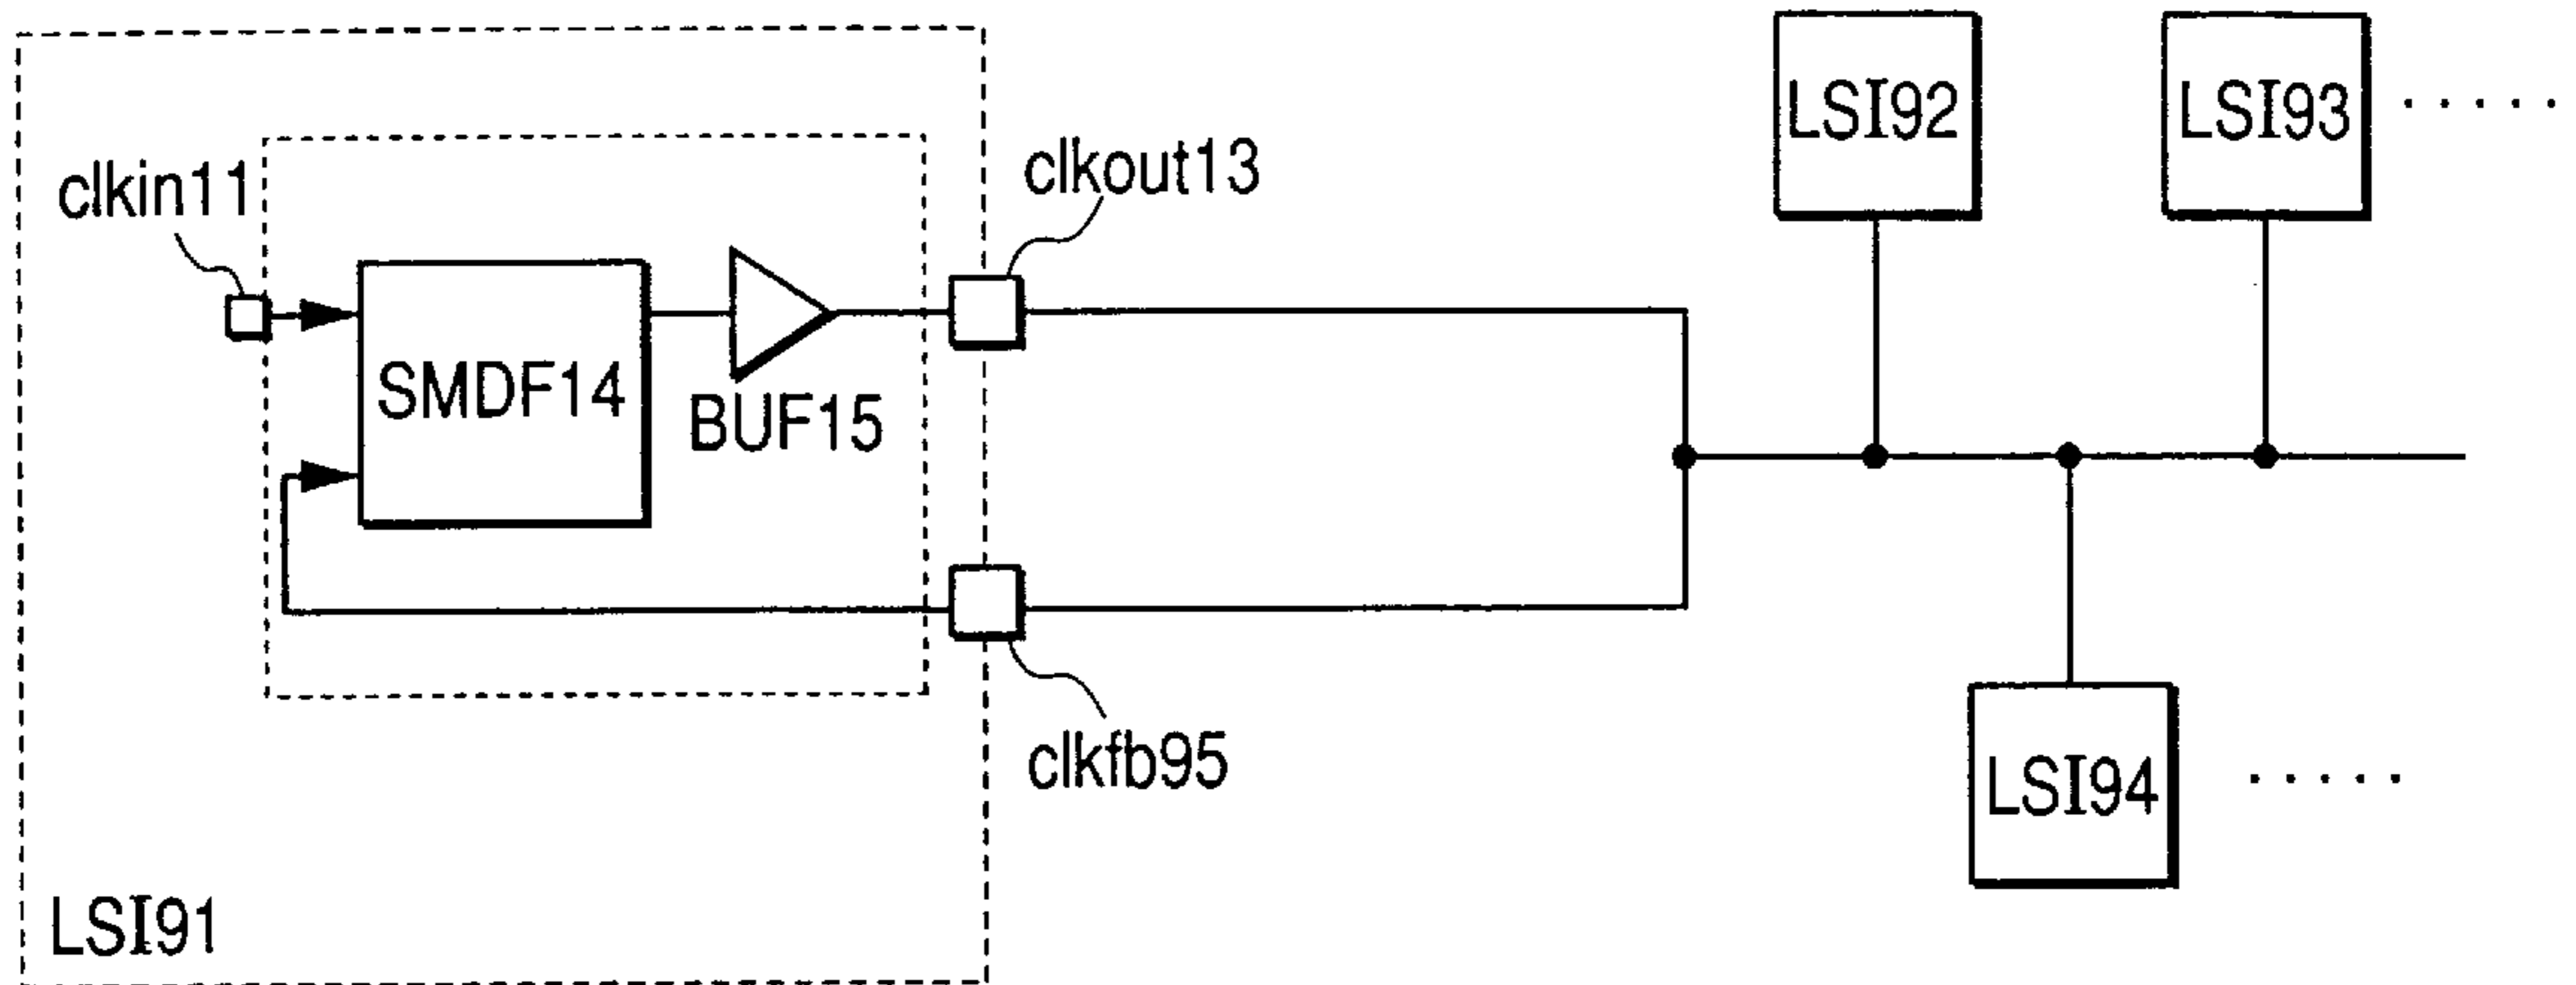 LSI92
LSI93
.....
clkin11
clkout13
SMDF14
BUF15
clkfb95
LSI94
.....
LSI91